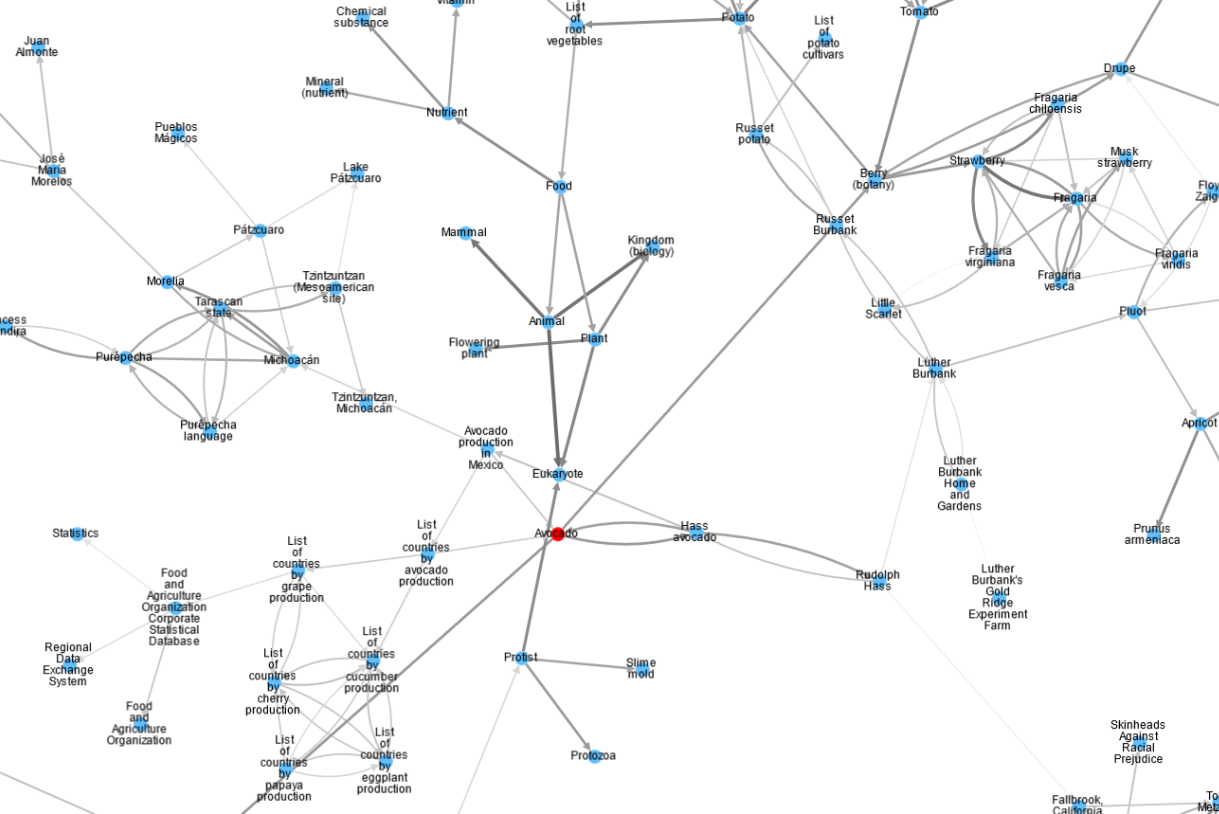 vitamin
Chemical
substance
List
of
root
vegetables
Potato
Tomato
List
of
potato
cultivars
Juan
Almonte
Mineral
(nutrient)
Nutrient
Drupe
Fragaria
chiloensis
Pueblos
Mágicos
Russet
potato
José
María
Morelos
Lake
Pátzcuaro
Food
Berry
(botany)
Strawberry
Musk
strawberry
Fragaria
Floy
Zaig
Pátzcuaro
Mammal
Kingdom
(biology)
Russet
Burbank
Fragaria
virginiana
Fragaria
vesca
Fragaria
viridis
Morelia
Tzintzuntzan
(Mesoamerican
site)
Tarascan
state
Little
Scarlet
Pluot
ncess
ndira
Animal
Plant
Flowering
plant
Purépecha
Michoacán
Luther
Burbank
Tzintzuntzan,
Michoacán
Purépecha
language
Apricot
Avocado
production
in
Mexico
Eukaryote
Luther
Burbank
Home
and
Gardens
Statistics
List
of
countries
by
grape
production
List
of
countries
by
avocado
production
Avocado
Hass
avocado
Prunus
armeniaca
Food
and
Agriculture
Organization
Corporate
Statistical
Database
Rudolph
Hass
Luther
Burbank's
Gold
Ridge
Experiment
Farm
Regional
Data
Exchange
System
List
of
countries
by
cherry
production
List
of
countries
by
cucumber
production
Protist
Slime
mold
Food
and
Agriculture
Organization
List
of
countries
by
papaya
production
List
of
countries
by
eggplant
production
Protozoa
Skinheads
Against
Racial
Prejudice
Fallbrook,
California
To
Metz